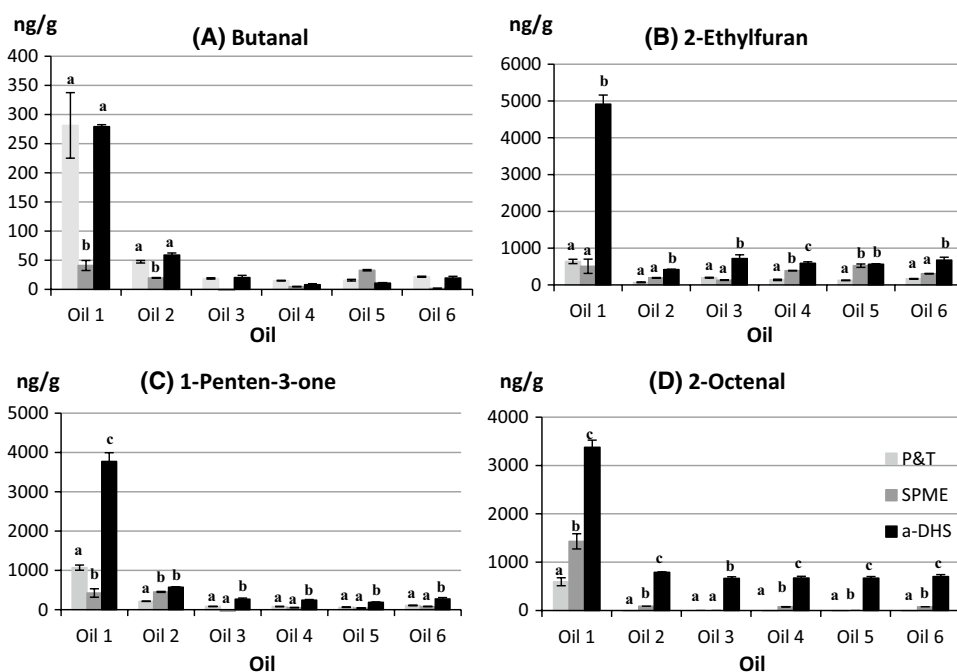 ng/g
(A) Butanal
400
350
300
250
200
150
100
50
0
a b a
a b a
Oil 1 Oil 2 Oil 3 Oil 4 Oil 5 Oil 6
Oil
ng/g
(B) 2-Ethylfuran
6000
5000
4000
3000
2000
1000
0
a a b
a a b
a a b
a b c
a b b
a a b
Oil 1 Oil 2 Oil 3 Oil 4 Oil 5 Oil 6
Oil
ng/g
(C) 1-Penten-3-one
5000
4000
3000
2000
1000
0
a b c
a b b
a a b
a a b
a a b
a a b
Oil 1 Oil 2 Oil 3 Oil 4 Oil 5 Oil 6
Oil
ng/g
(D) 2-Octenal
4000
3000
2000
1000
0
a b c
a b c
a a b
a b c
a b c
a b c
P&T
SPME
a-DHS
Oil 1 Oil 2 Oil 3 Oil 4 Oil 5 Oil 6
Oil